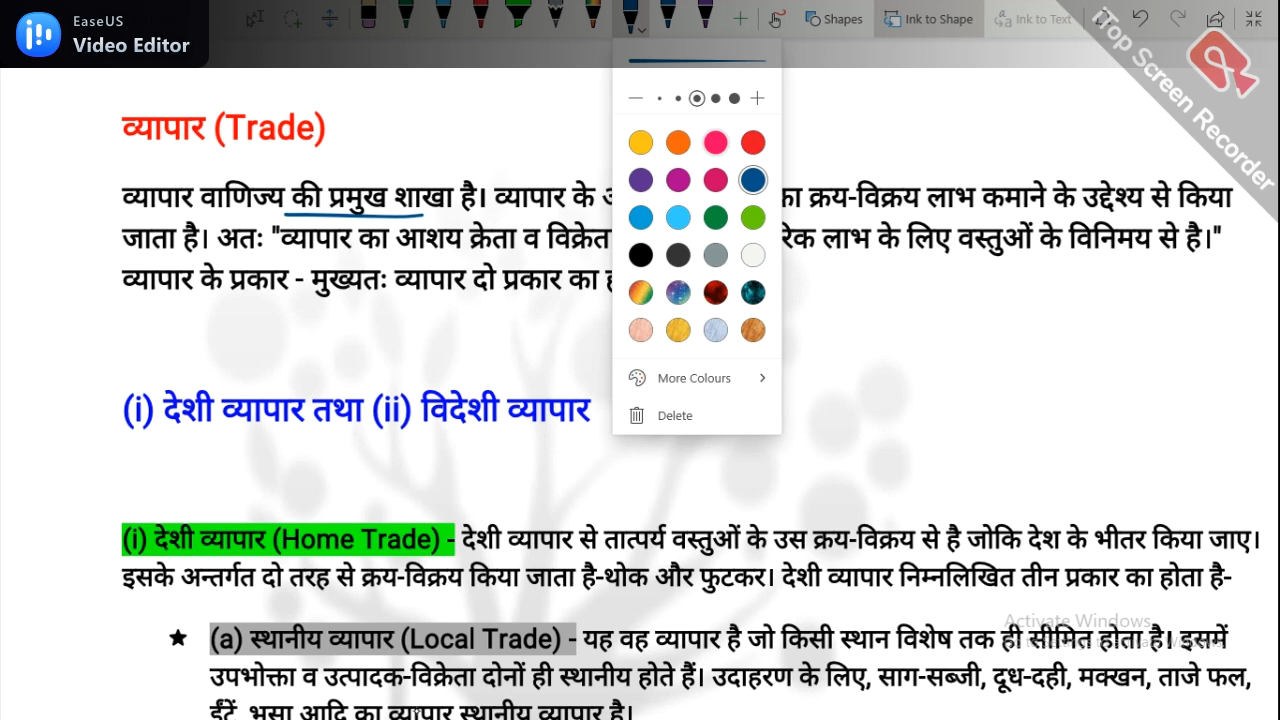 EaseUS
Video Editor
Shapes
Ink to Shape
Ink to Text
iTop Screen Recorder
व्यापार (Trade)
व्यापार वाणिज्य की प्रमुख शाखा है। व्यापार के का क्रय-विक्रय लाभ कमाने के उद्देश्य से किया
जाता है। अतः "व्यापार का आशय क्रेता व विक्रेता लाभ के लिए वस्तुओं के विनिमय से है।"
व्यापार के प्रकार - मुख्यतः व्यापार दो प्रकार का
More Colours
Delete
(i) देशी व्यापार तथा (ii) विदेशी व्यापार
(i) देशी व्यापार (Home Trade) - देशी व्यापार से तात्पर्य वस्तुओं के उस क्रय-विक्रय से है जोकि देश के भीतर किया जाए।
इसके अन्तर्गत दो तरह से क्रय-विक्रय किया जाता है-थोक और फुटकर। देशी व्यापार निम्नलिखित तीन प्रकार का होता है-
Activate Windows
★ (a) स्थानीय व्यापार (Local Trade) - यह वह व्यापार है जो किसी स्थान विशेष तक ही सीमित होता है। इसमें
उपभोक्ता व उत्पादक-विक्रेता दोनों ही स्थानीय होते हैं। उदाहरण के लिए, साग-सब्जी, दूध-दही, मक्खन, ताजे फल,
ईंटें, भूसा आदि का व्यापार स्थानीय व्यापार है।